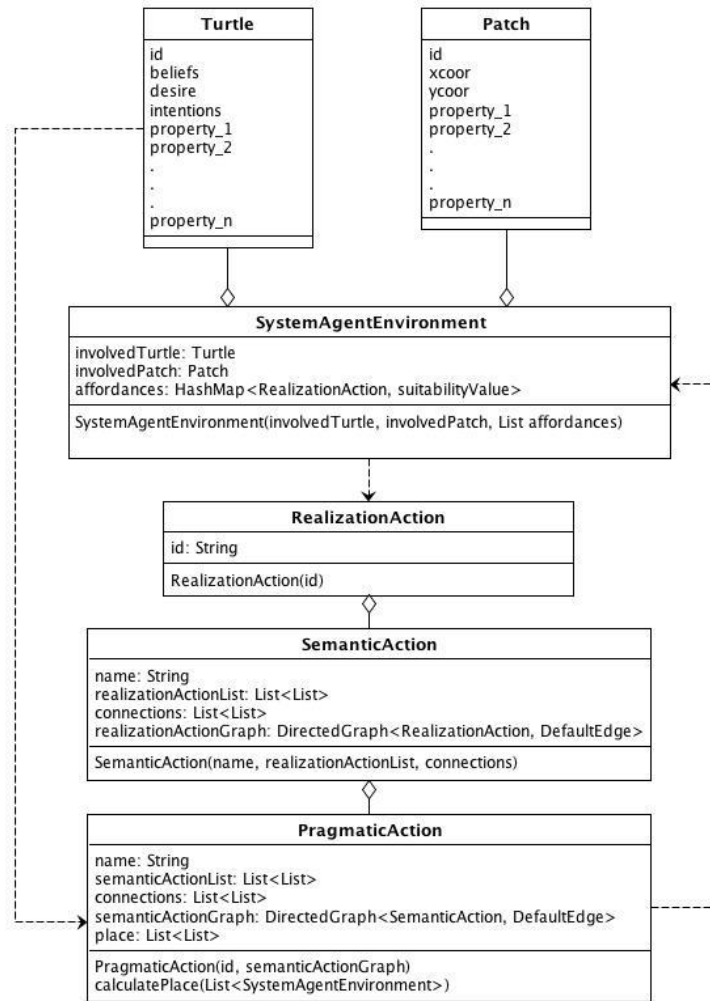 Turtle
id
beliefs
desire
intentions
property_1
property_2
.
.
.
property_n
Patch
id
xcoor
ycoor
property_1
property_2
.
.
.
property_n
SystemAgentEnvironment
involvedTurtle: Turtle
involvedPatch: Patch
affordances: HashMap<RealizationAction, suitabilityValue>
SystemAgentEnvironment(involvedTurtle, involvedPatch, List affordances)
RealizationAction
id: String
RealizationAction(id)
SemanticAction
name: String
realizationActionList: List<List>
connections: List<List>
realizationActionGraph: DirectedGraph<RealizationAction, DefaultEdge>
SemanticAction(name, realizationActionList, connections)
PragmaticAction
name: String
semanticActionList: List<List>
connections: List<List>
semanticActionGraph: DirectedGraph<SemanticAction, DefaultEdge>
place: List<List>
PragmaticAction(id, semanticActionGraph)
calculatePlace(List<SystemAgentEnvironment>)